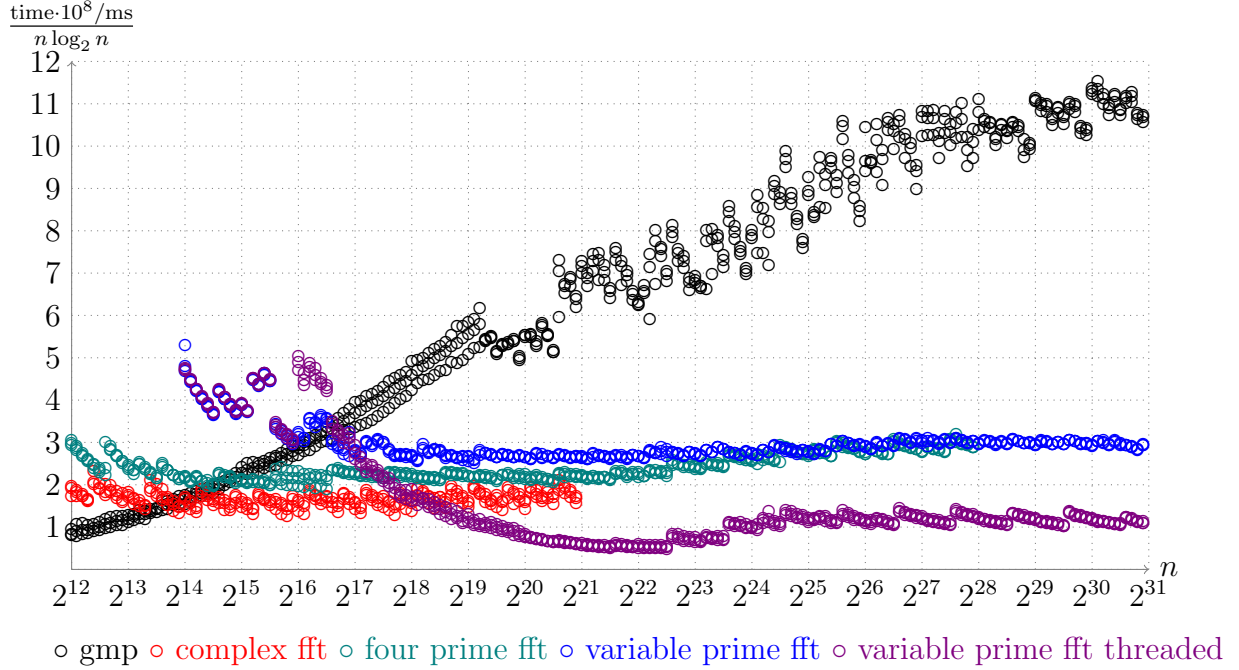 time·10⁸/ms
n log₂ n
12
11
10
9
8
7
6
5
4
3
2
1
n
2¹² 2¹³ 2¹⁴ 2¹⁵ 2¹⁶ 2¹⁷ 2¹⁸ 2¹⁹ 2²⁰ 2²¹ 2²² 2²³ 2²⁴ 2²⁵ 2²⁶ 2²⁷ 2²⁸ 2²⁹ 2³⁰ 2³¹
gmp complex fft four prime fft variable prime fft variable prime fft threaded